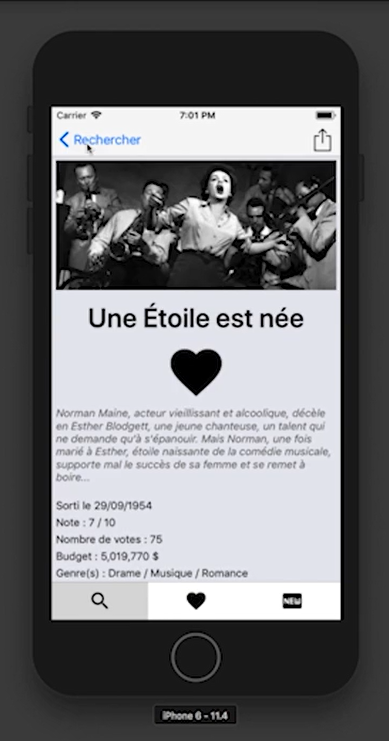 Carrier 7:01 PM
Rechercher
Une Étoile est née
Norman Maine, acteur vieillissant et alcoolique, décèle
en Esther Blodgett, une jeune chanteuse, un talent qui
ne demande qu'à s'épanouir. Mais Norman, une fois
marié à Esther, étoile naissante de la comédie musicale,
supporte mal le succès de sa femme et se remet à
boire...
Sorti le 29/09/1954
Note : 7 / 10
Nombre de votes : 75
Budget : 5,019,770 $
Genre(s) : Drame / Musique / Romance
NEW
iPhone 6 - 11.4